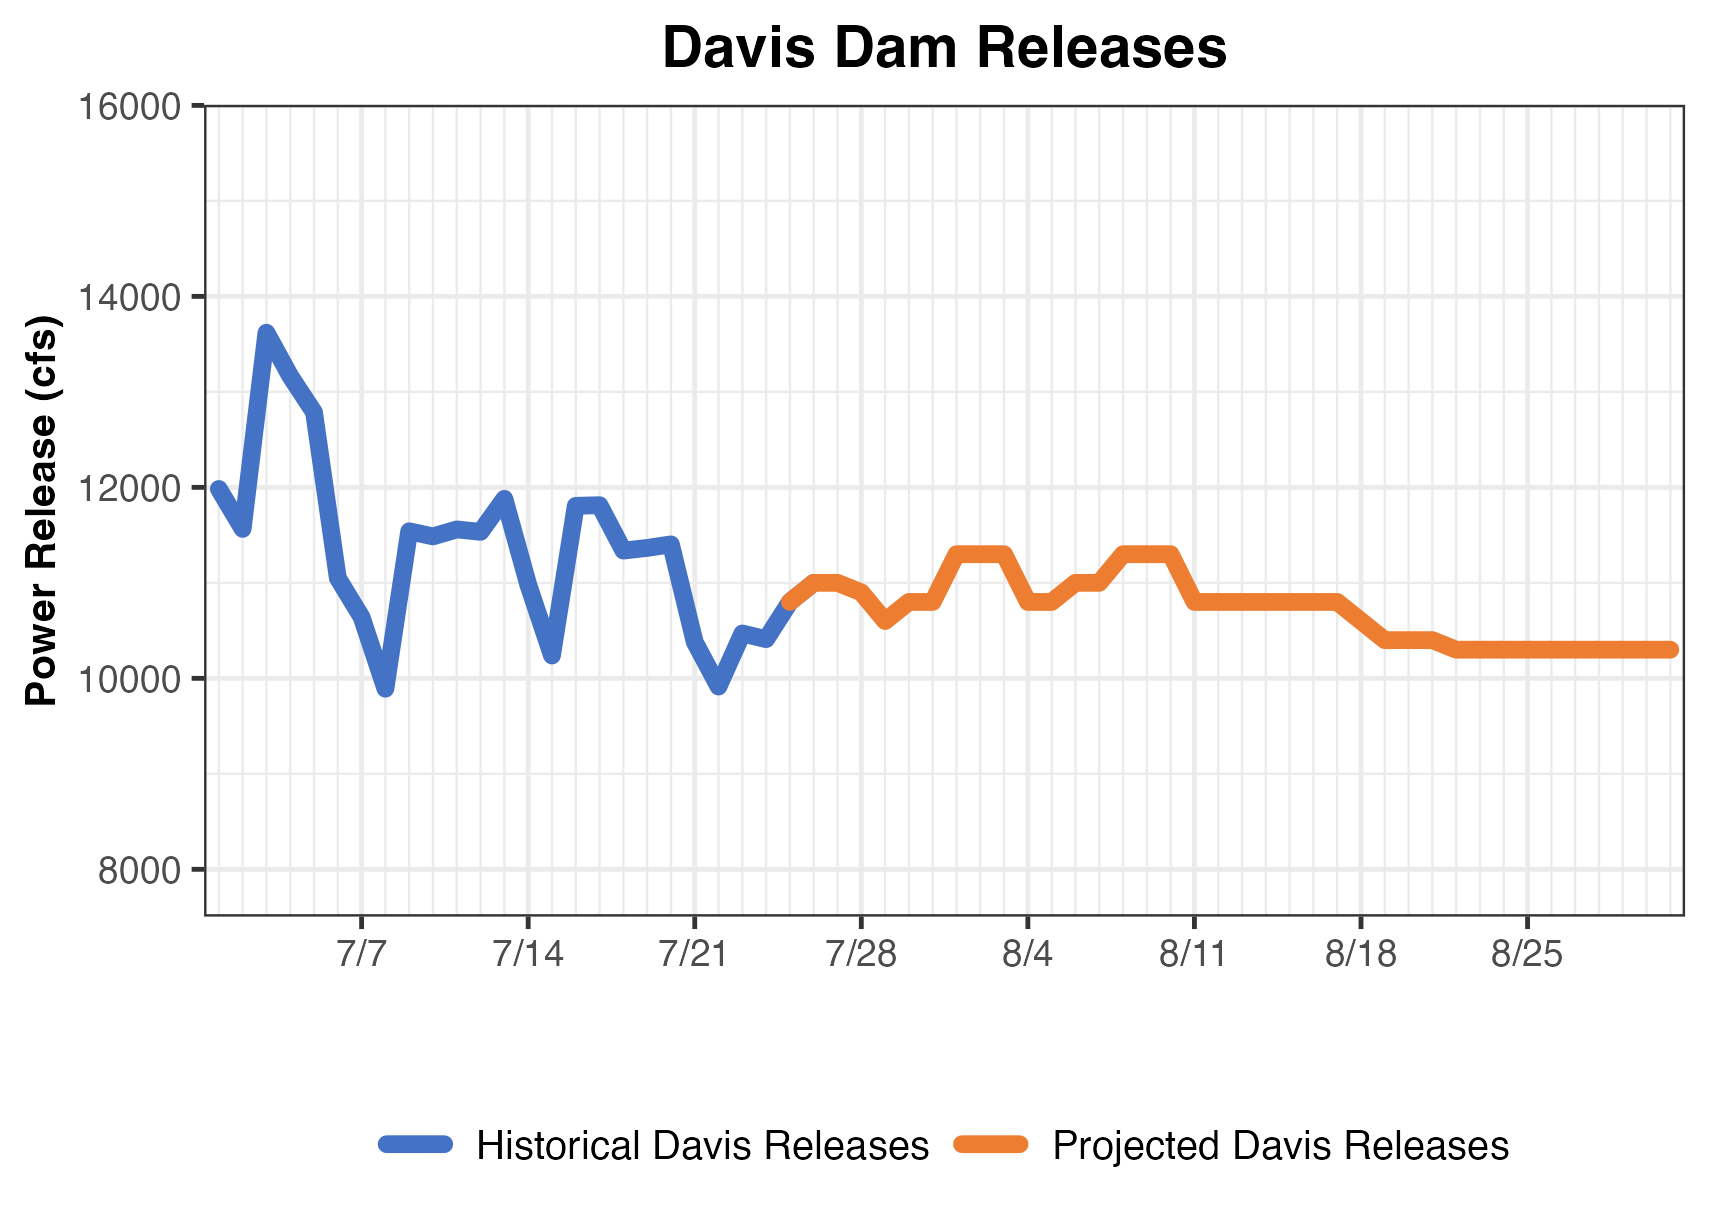 Davis Dam Releases
Power Release (cfs)
16000
14000
12000
10000
8000
7/7 7/14 7/21 7/28 8/4 8/11 8/18 8/25
Historical Davis Releases Projected Davis Releases